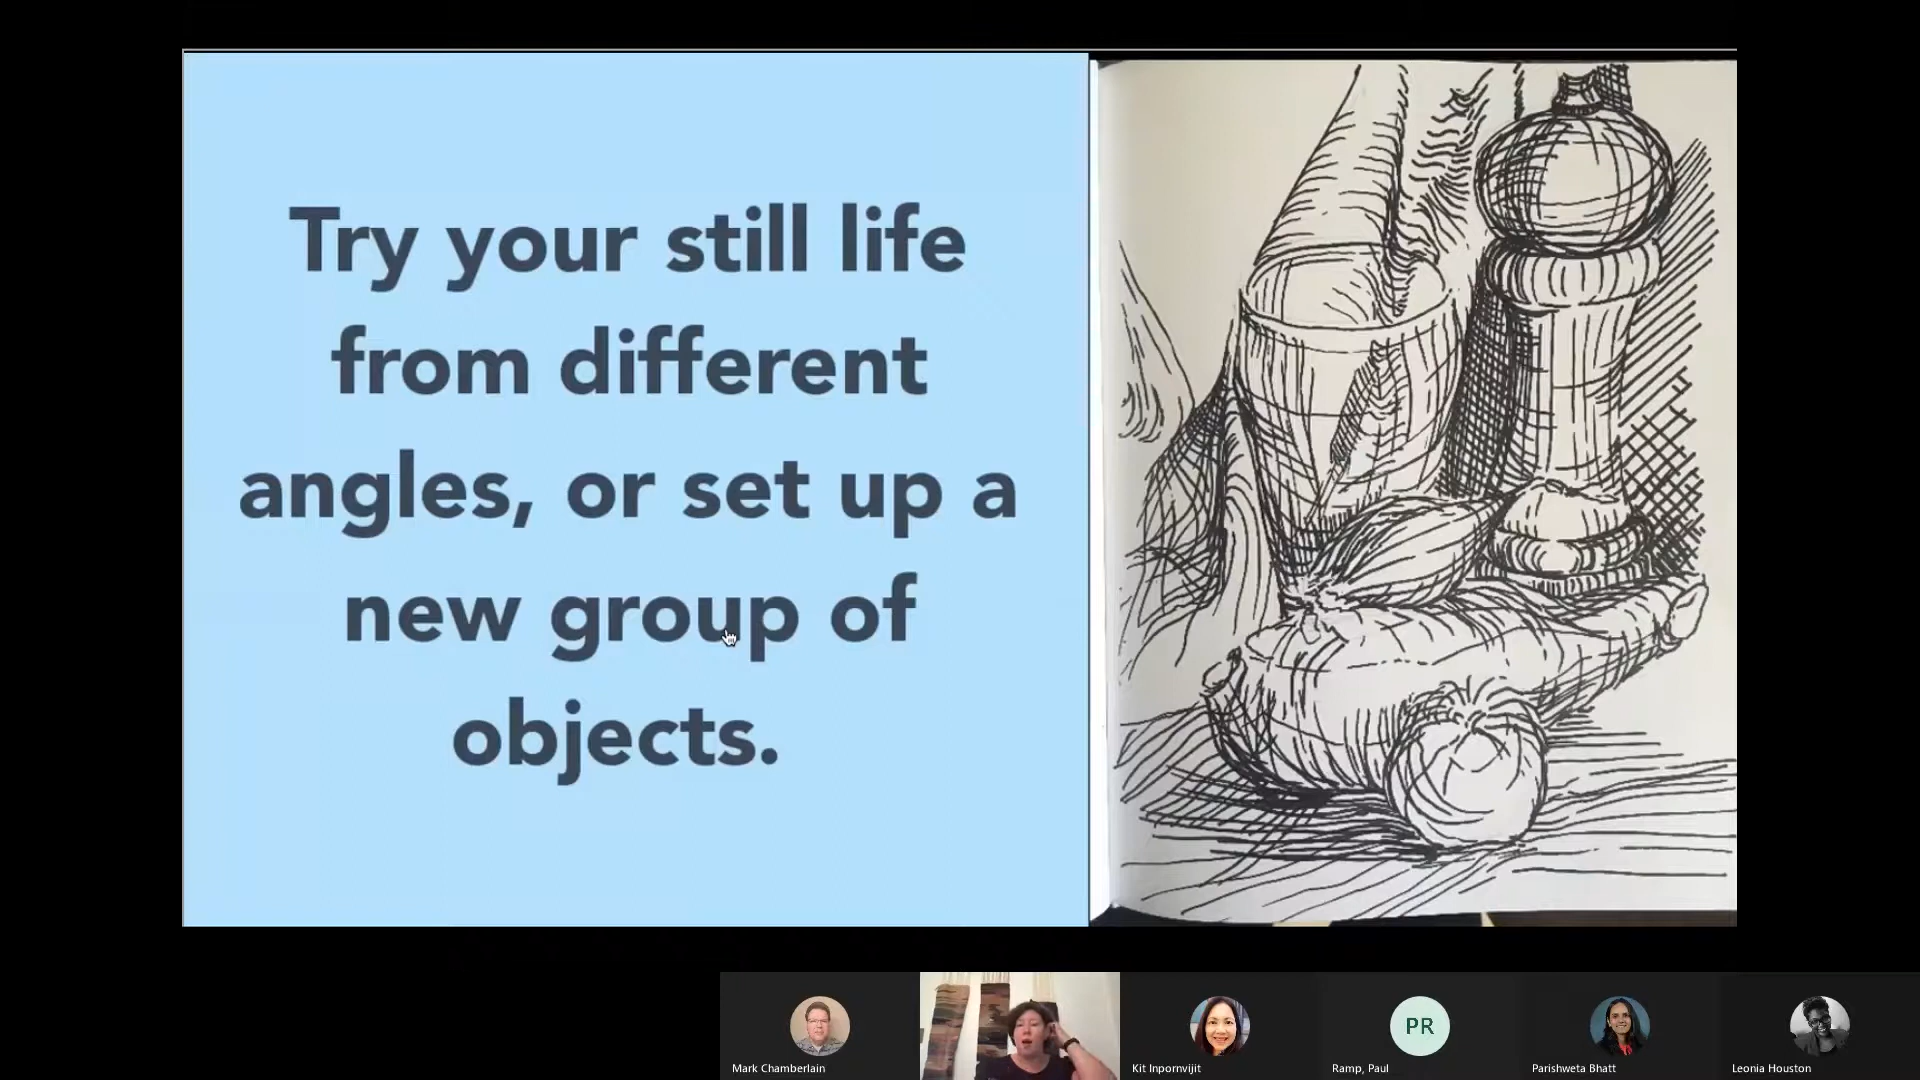 Try your still life
from different
angles, or set up a
new group of
objects.
PR
Mark Chamberlain
Kit Inpornvijit
Ramp, Paul
Parishweta Bhatt
Leonia Houston